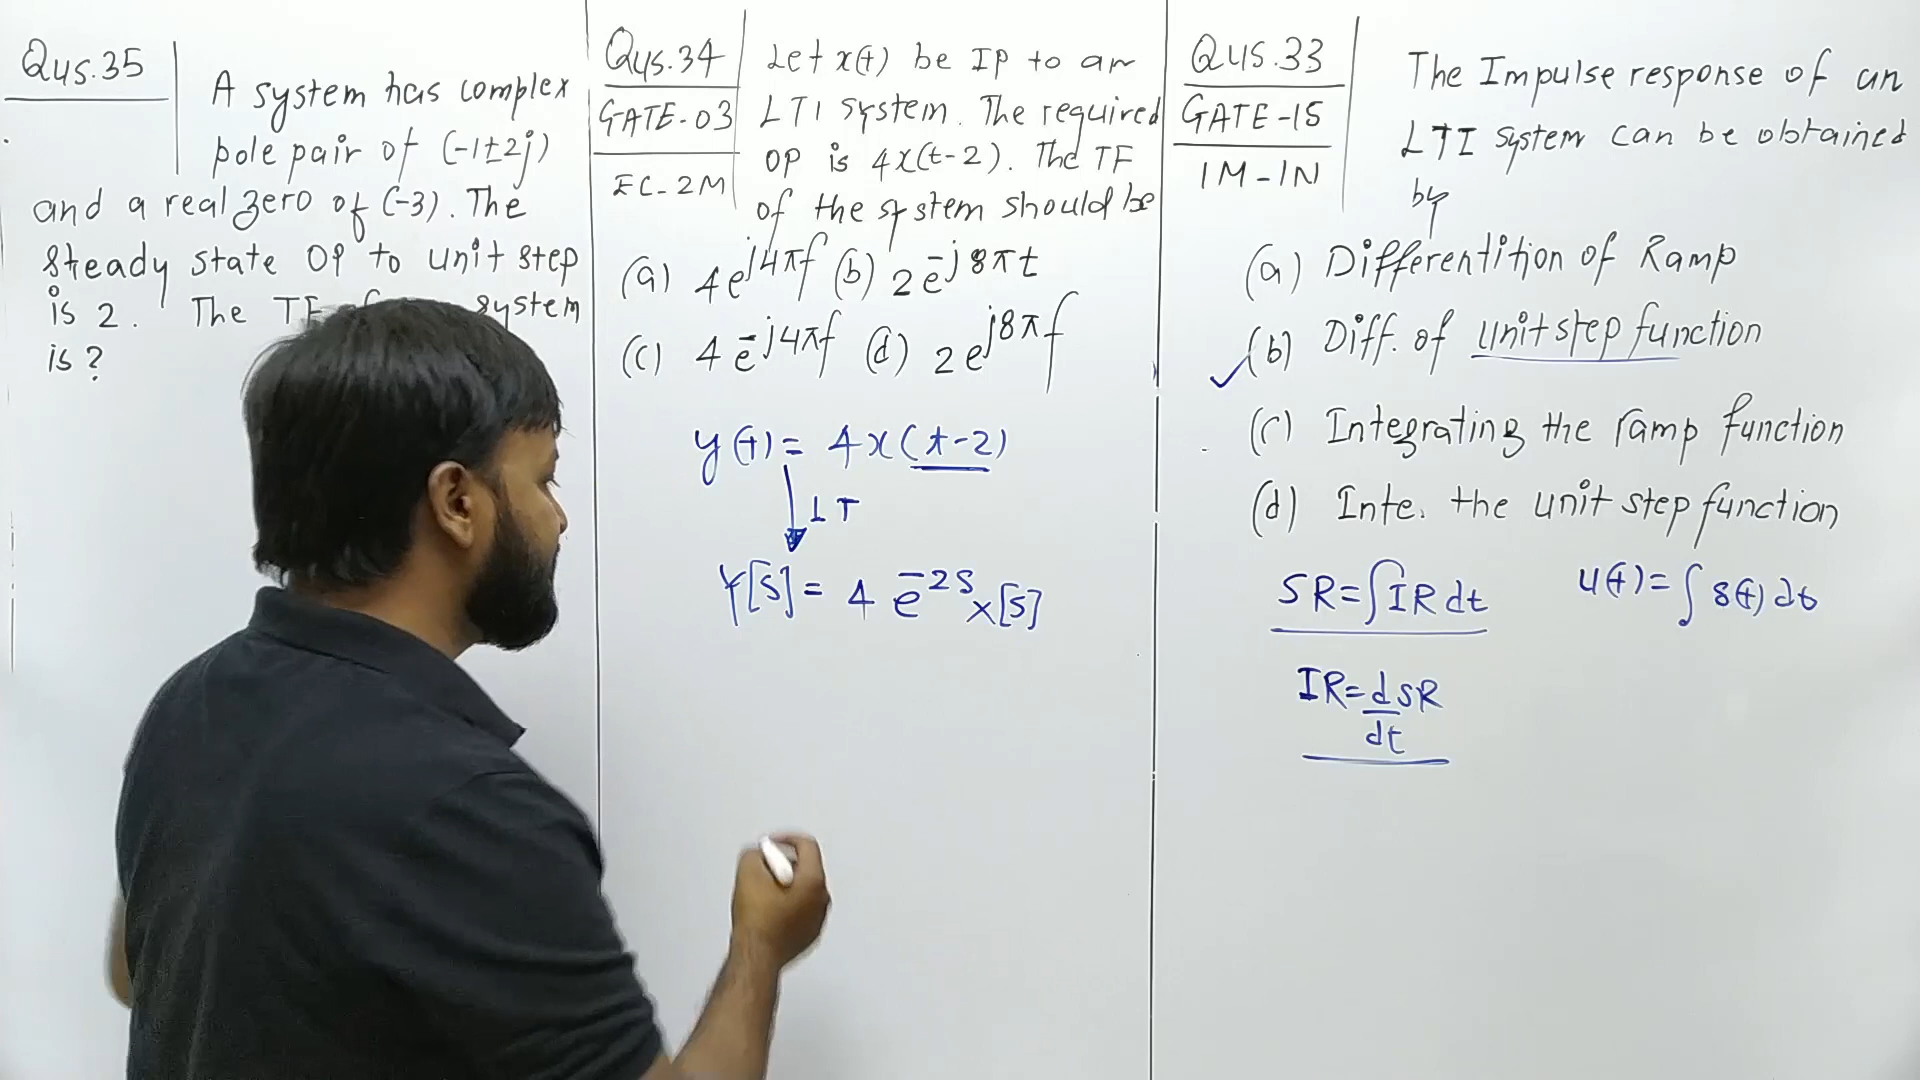 Qus.35
A system has complex
pole pair of (-1±2j)
and a real zero of (-3). The
steady state OP to unit step
is 2. The TF system
is?
Qus.34
GATE-03
EC-2M
Let x(t) be IP to an
LTI system. The required
OP is 4x(t-2). The TF
of the system should be
(a) 4e^{j4πf} (b) 2e^{-j8πt}
(c) 4e^{-j4πf} (d) 2e^{j8πf}
y(t) = 4x(t-2)
LT
Y[s] = 4e^{-2s}X[s]
Qus.33
GATE-15
1M-IN
The Impulse response of an
LTI system can be obtained
by
(a) Differentition of Ramp
(b) Diff. of unit step function
(c) Integrating the ramp function
(d) Inte. the unit step function
SR=∫IR dt
u(t)=∫δ(t)dt
IR=d SR
dt